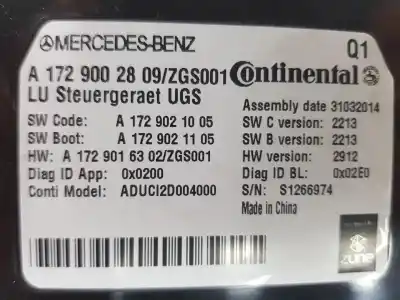 MERCEDES-BENZ
Q1
A 172 900 28 09/ZGS001 Continental
LU Steuergeraet UGS
Assembly date 31032014
SW Code: A 172 902 10 05
SW C version: 2213
SW Boot: A 172 902 11 05
SW B version: 2213
HW: A 172 901 63 02/ZGS001
HW version: 2912
Diag ID App: 0x0200
Diag ID BL: 0x02E0
Conti Model: ADUCI2D004000
S/N: S1266974
Made in China